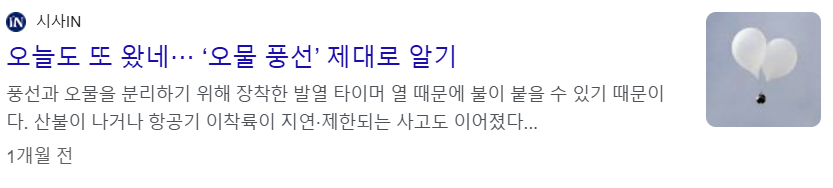 IN 시사IN
오늘도 또 왔네… ‘오물 풍선’ 제대로 알기
풍선과 오물을 분리하기 위해 장착한 발열 타이머 열 때문에 불이 붙을 수 있기 때문이
다. 산불이 나거나 항공기 이착륙이 지연·제한되는 사고도 이어졌다...
1개월 전